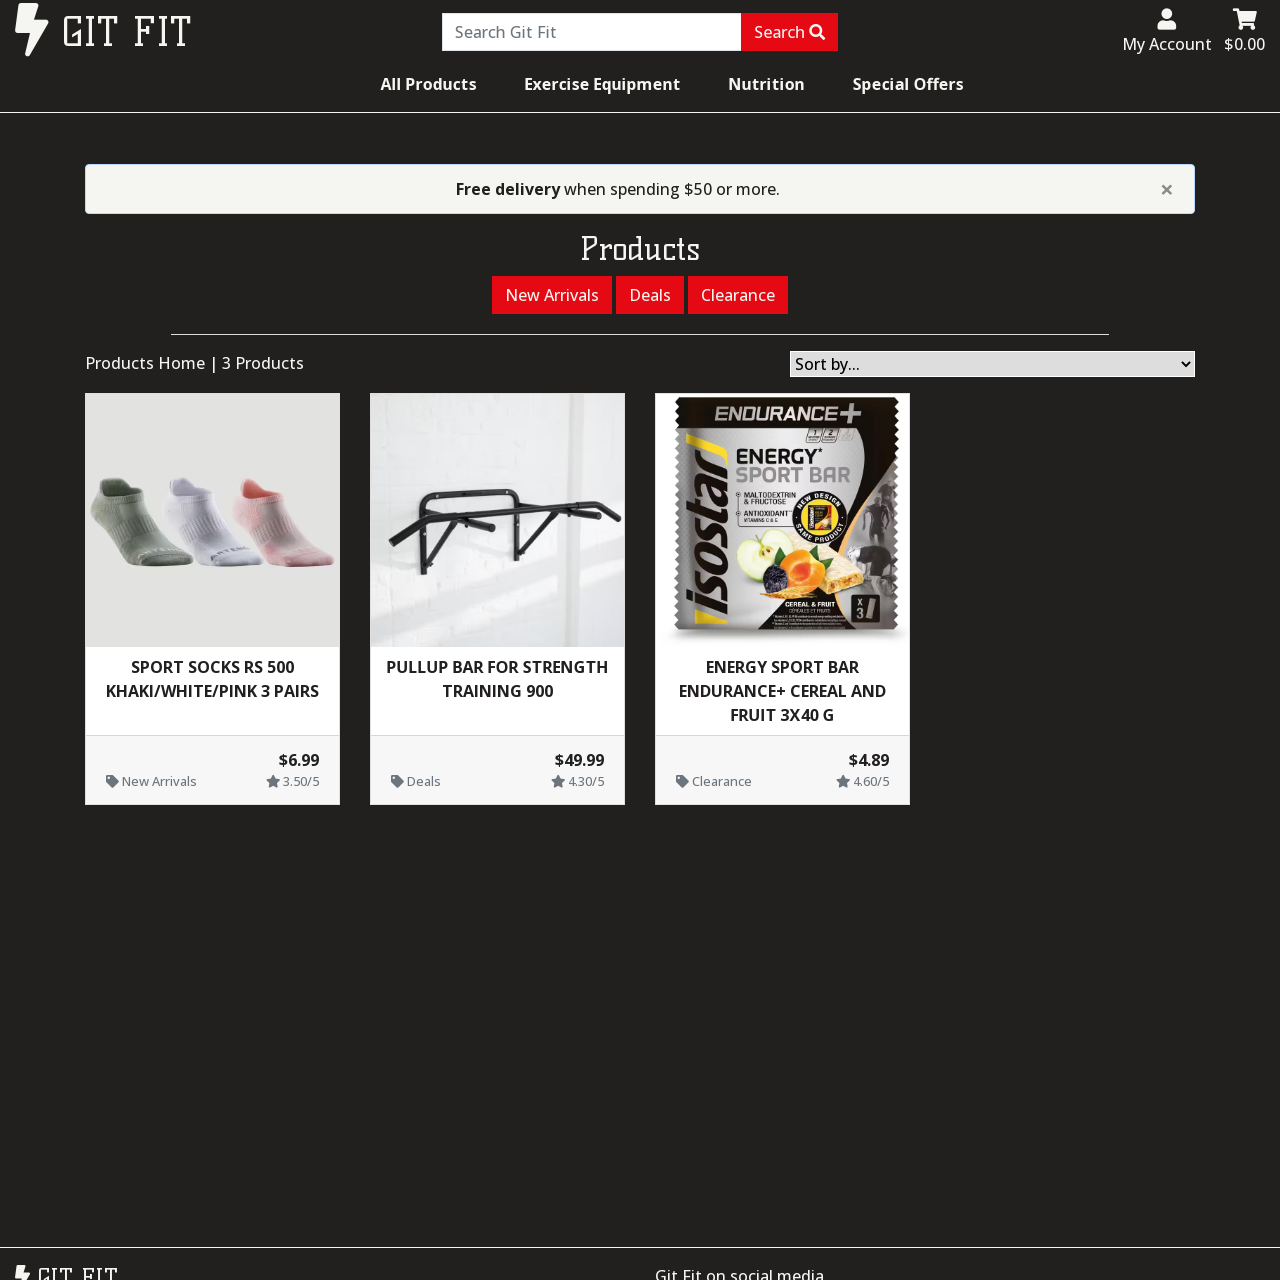 GIT FIT
Search Git Fit
Search
My Account
$0.00
All Products
Exercise Equipment
Nutrition
Special Offers
Free delivery when spending $50 or more.
×
Products
New Arrivals
Deals
Clearance
Products Home | 3 Products
Sort by...
ENDURANCE+
ENERGY*
SPORT BAR
MALTODEXTRIN
& FRUCTOSE
ANTIOXIDANT
VITAMINS C & E
NEW DESIGN
SAME PRODUCT
isostar
CEREAL & FRUIT
CÉRÉALES ET FRUITS
X
3
SPORT SOCKS RS 500
KHAKI/WHITE/PINK 3 PAIRS
$6.99
New Arrivals
3.50/5
PULLUP BAR FOR STRENGTH
TRAINING 900
$49.99
Deals
4.30/5
ENERGY SPORT BAR
ENDURANCE+ CEREAL AND
FRUIT 3X40 G
$4.89
Clearance
4.60/5
GIT FIT
Git Fit on social media